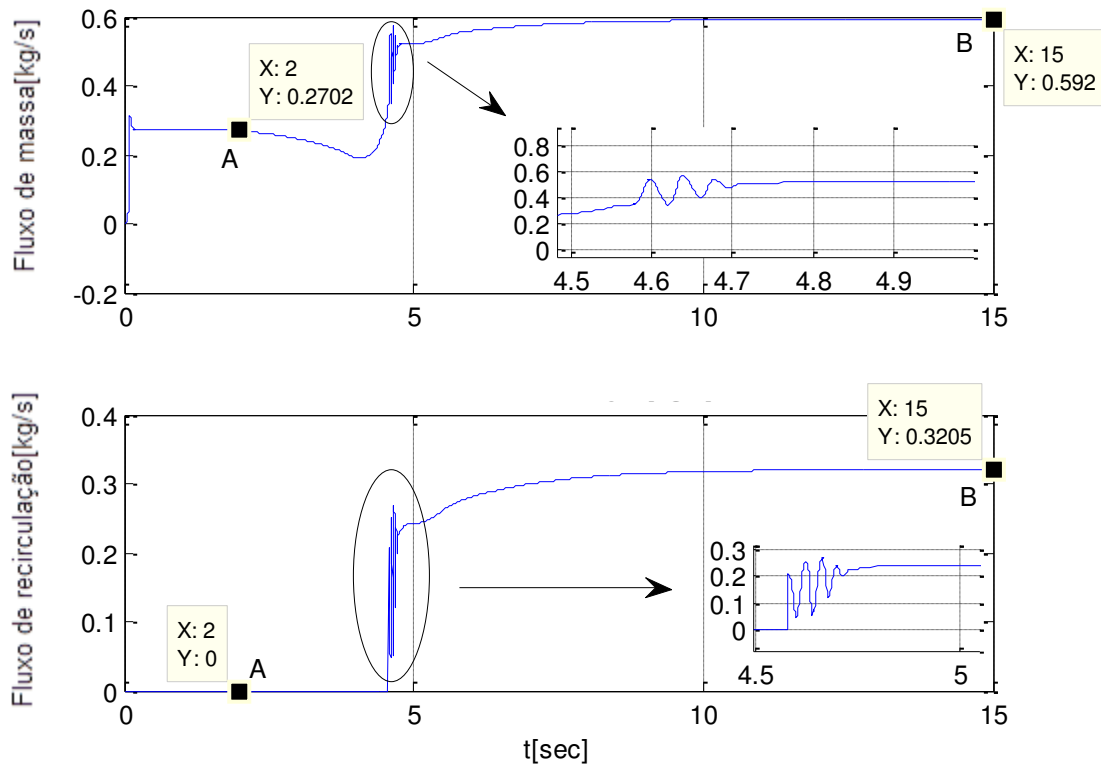 Fluxo de massa[kg/s]
0.6
0.4
0.2
0
-0.2
X: 2
Y: 0.2702
A
B
X: 15
Y: 0.592
0.8
0.6
0.4
0.2
0
4.5 4.6 4.7 4.8 4.9
0 5 10 15
Fluxo de recirculação[kg/s]
0.4
0.3
0.2
0.1
0
X: 15
Y: 0.3205
B
X: 2
Y: 0
A
0.3
0.2
0.1
0
4.5 5
0 5 10 15
t[sec]